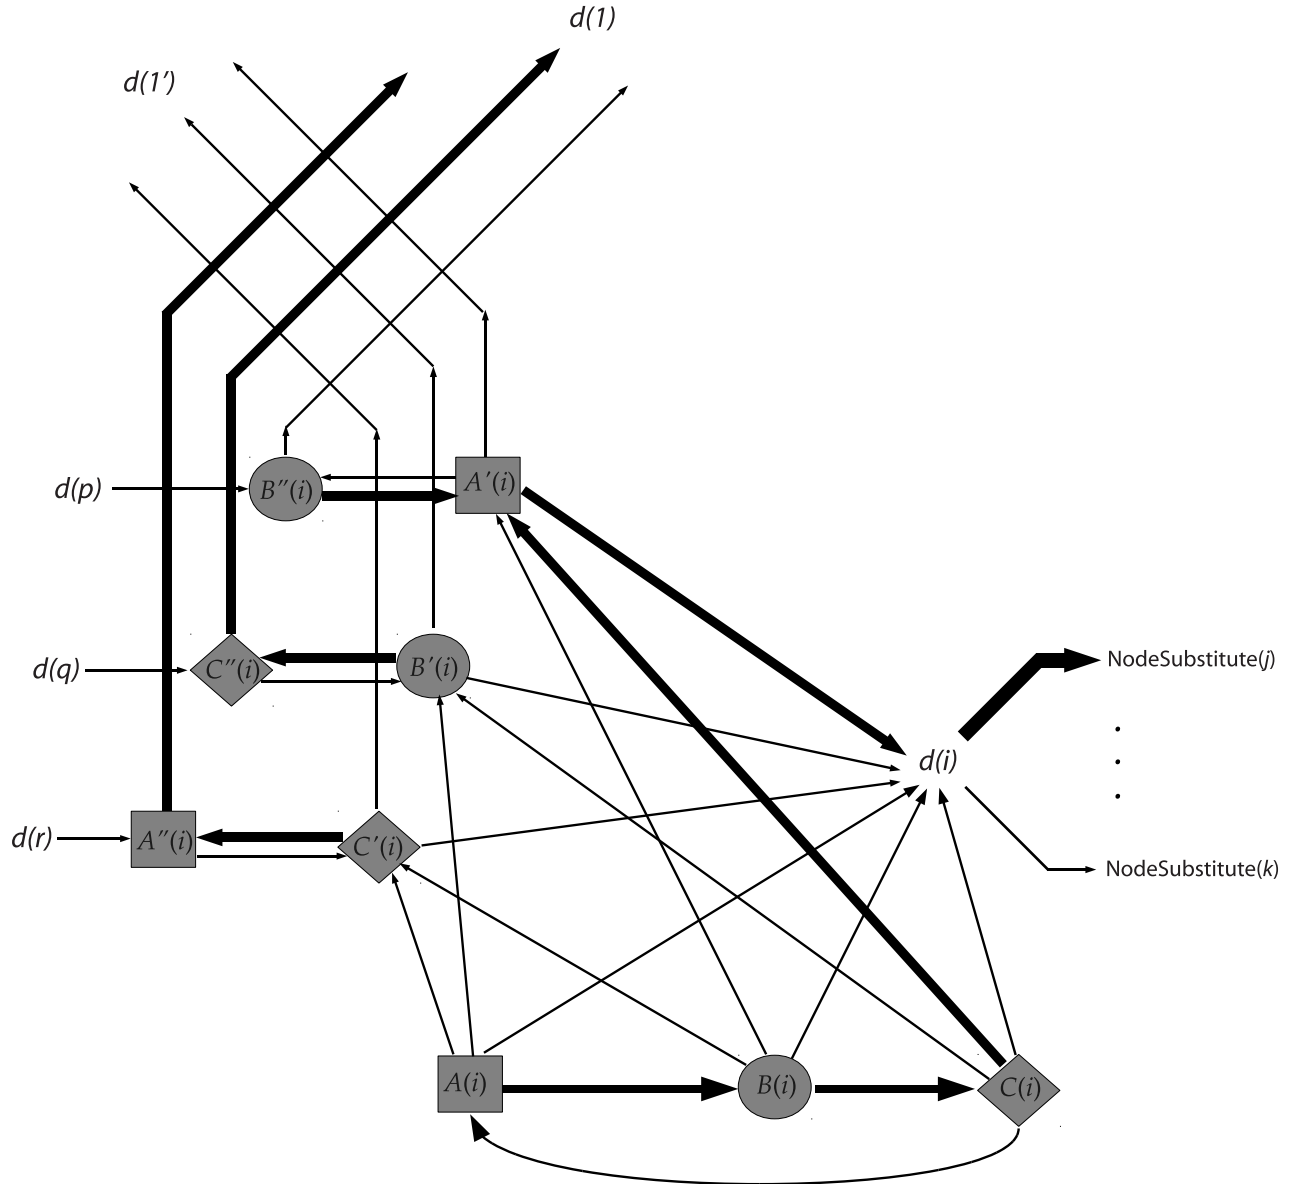 d(1)
d(1′)
d(p)
B″(i)
A′(i)
d(q)
C″(i)
B′(i)
NodeSubstitute(j)
d(i)
.
.
.
d(r)
A″(i)
C′(i)
NodeSubstitute(k)
A(i)
B(i)
C(i)